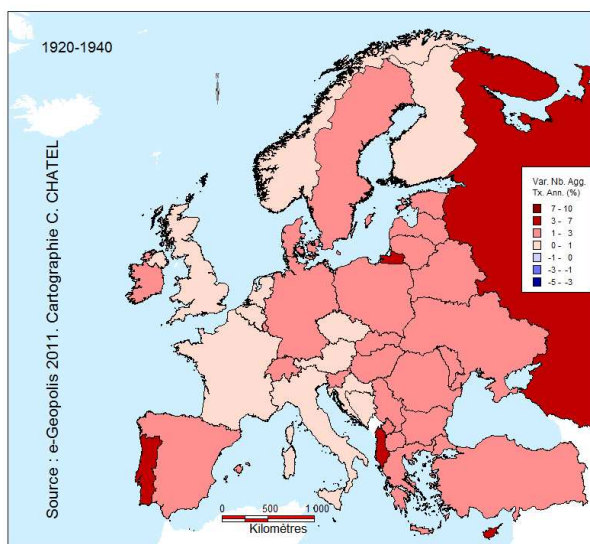 1920-1940
Source : e-Geopolis 2011. Cartographie C. CHATEL
N
Var. Nb. Agg.
Tx. Ann. (%)
7 - 10
3 - 7
1 - 3
0 - 1
-1 - 0
-3 - -1
-5 - -3
0 500 1 000
Kilomètres